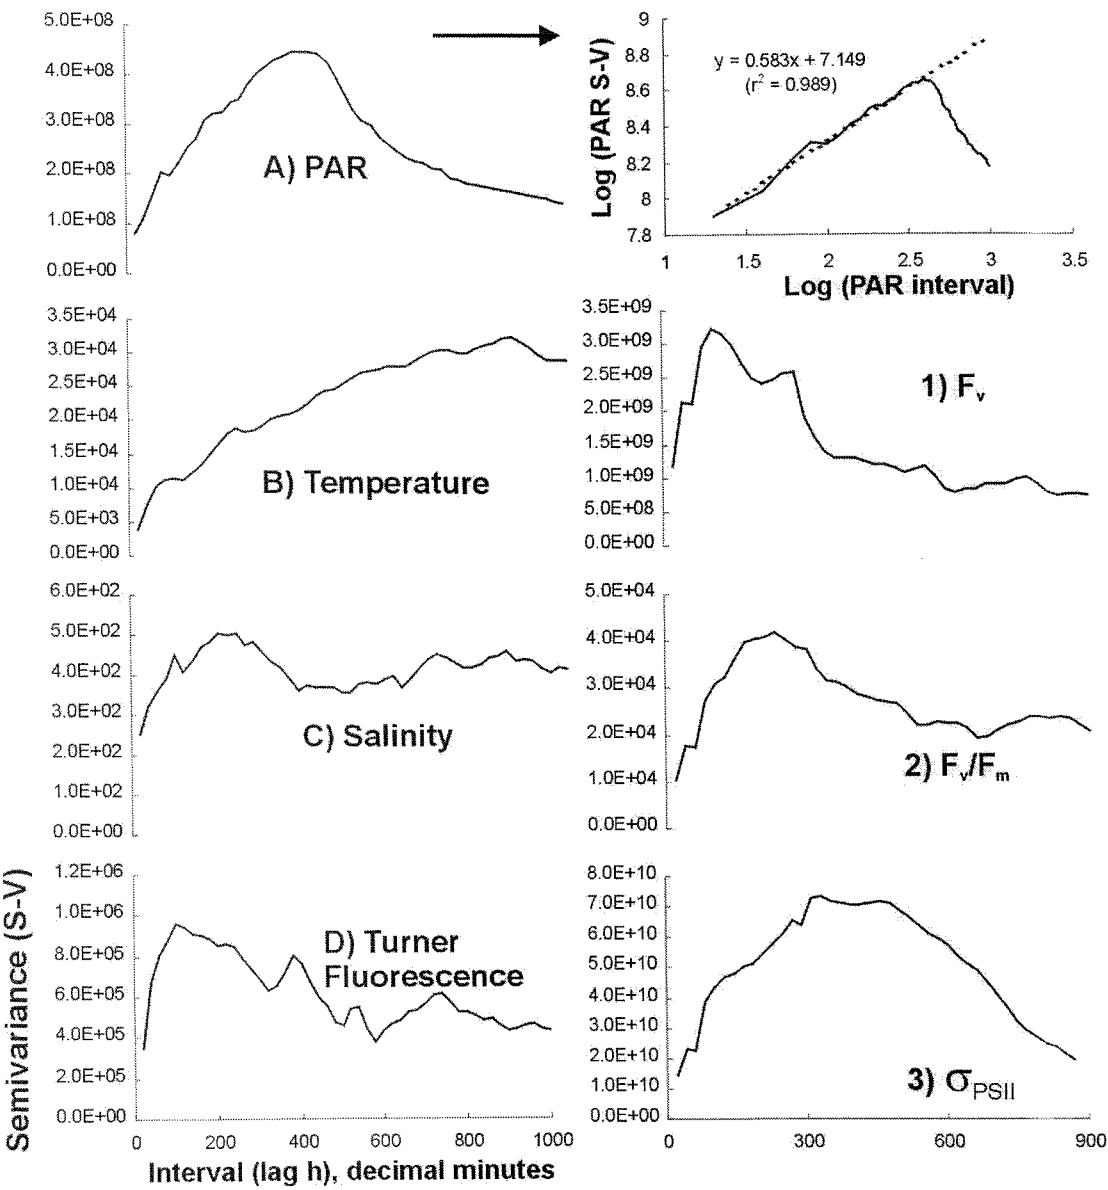 5.0E+08
4.0E+08
3.0E+08
2.0E+08
1.0E+08
0.0E+00
A) PAR
9
8.8
8.6
8.4
8.2
8
7.8
Log (PAR S-V)
y = 0.583x + 7.149
(r² = 0.989)
1
1.5
2
2.5
3
3.5
Log (PAR interval)
3.5E+04
3.0E+04
2.5E+04
2.0E+04
1.5E+04
1.0E+04
5.0E+03
0.0E+00
B) Temperature
3.5E+09
3.0E+09
2.5E+09
2.0E+09
1.5E+09
1.0E+09
5.0E+08
0.0E+00
1) Fv
6.0E+02
5.0E+02
4.0E+02
3.0E+02
2.0E+02
1.0E+02
0.0E+00
C) Salinity
5.0E+04
4.0E+04
3.0E+04
2.0E+04
1.0E+04
0.0E+00
2) Fv/Fm
Semivariance (S-V)
1.2E+06
1.0E+06
8.0E+05
6.0E+05
4.0E+05
2.0E+05
0.0E+00
D) Turner
Fluorescence
0
200
400
600
800
1000
Interval (lag h), decimal minutes
8.0E+10
7.0E+10
6.0E+10
5.0E+10
4.0E+10
3.0E+10
2.0E+10
1.0E+10
0.0E+00
3) σPSII
0
300
600
900